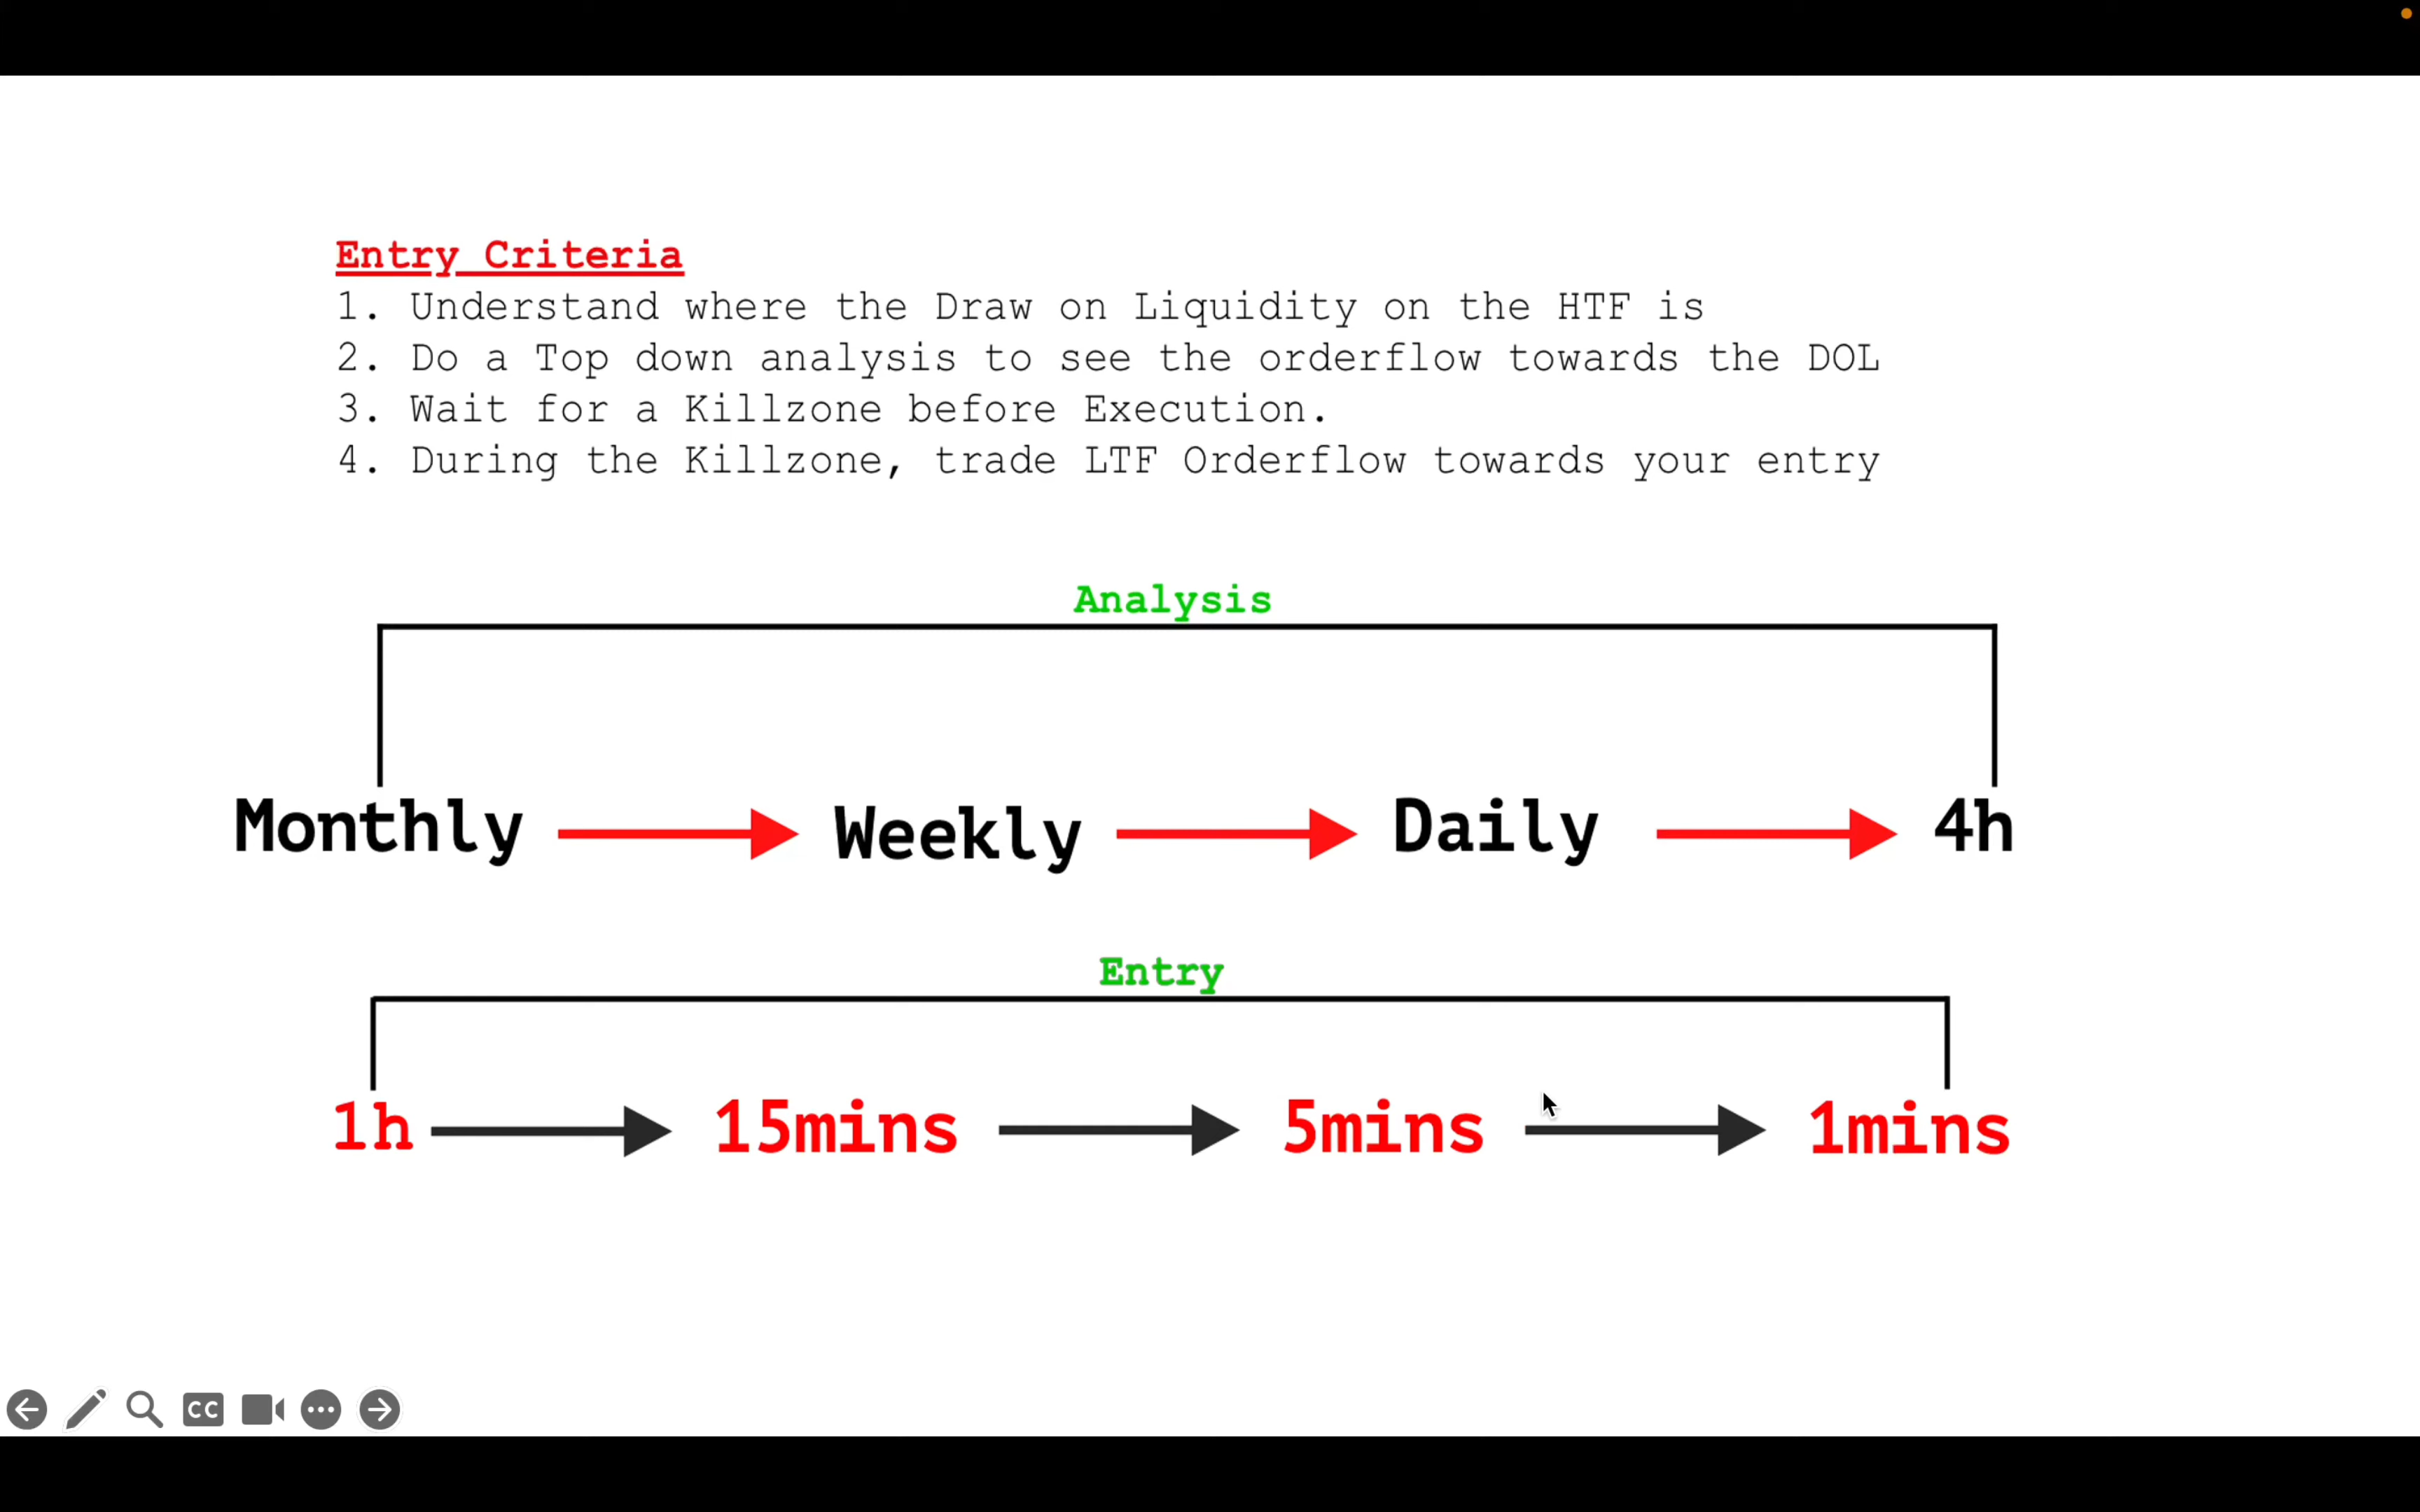 Entry Criteria
1. Understand where the Draw on Liquidity on the HTF is
2. Do a Top down analysis to see the orderflow towards the DOL
3. Wait for a Killzone before Execution.
4. During the Killzone, trade LTF Orderflow towards your entry
Analysis
Monthly Weekly Daily 4h
Entry
1h 15mins 5mins 1mins
CC